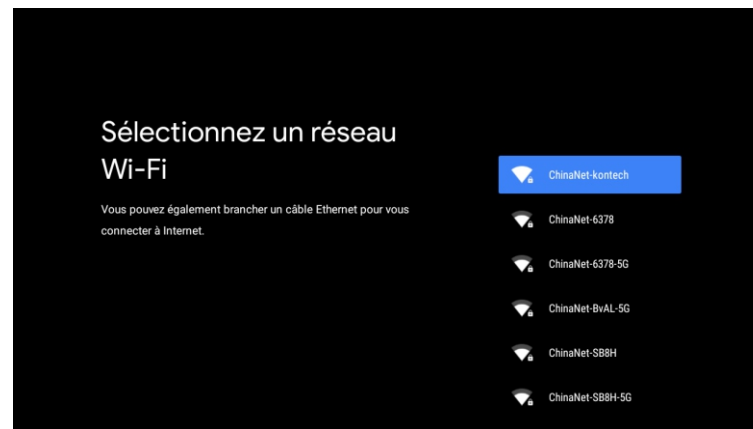 Sélectionnez un réseau
Wi-Fi
Vous pouvez également brancher un câble Ethernet pour vous
connecter à Internet.
ChinaNet-kontech
ChinaNet-6378
ChinaNet-6378-5G
ChinaNet-BvAL-5G
ChinaNet-SB8H
ChinaNet-SB8H-5G